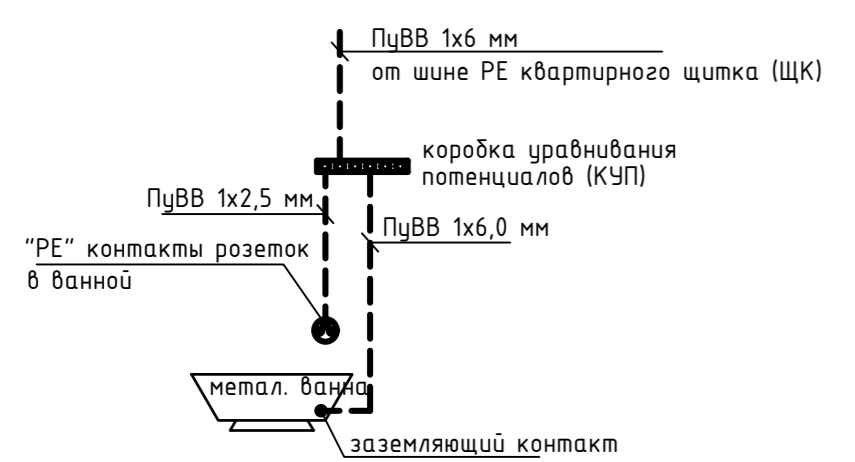 ПуВВ 1х6 мм
от шине РЕ квартирного щитка (ЩК)
коробка уравнивания
потенциалов (КУП)
ПуВВ 1х2,5 мм
ПуВВ 1х6,0 мм
"РЕ" контакты розеток
в ванной
метал. ванна
заземляющий контакт